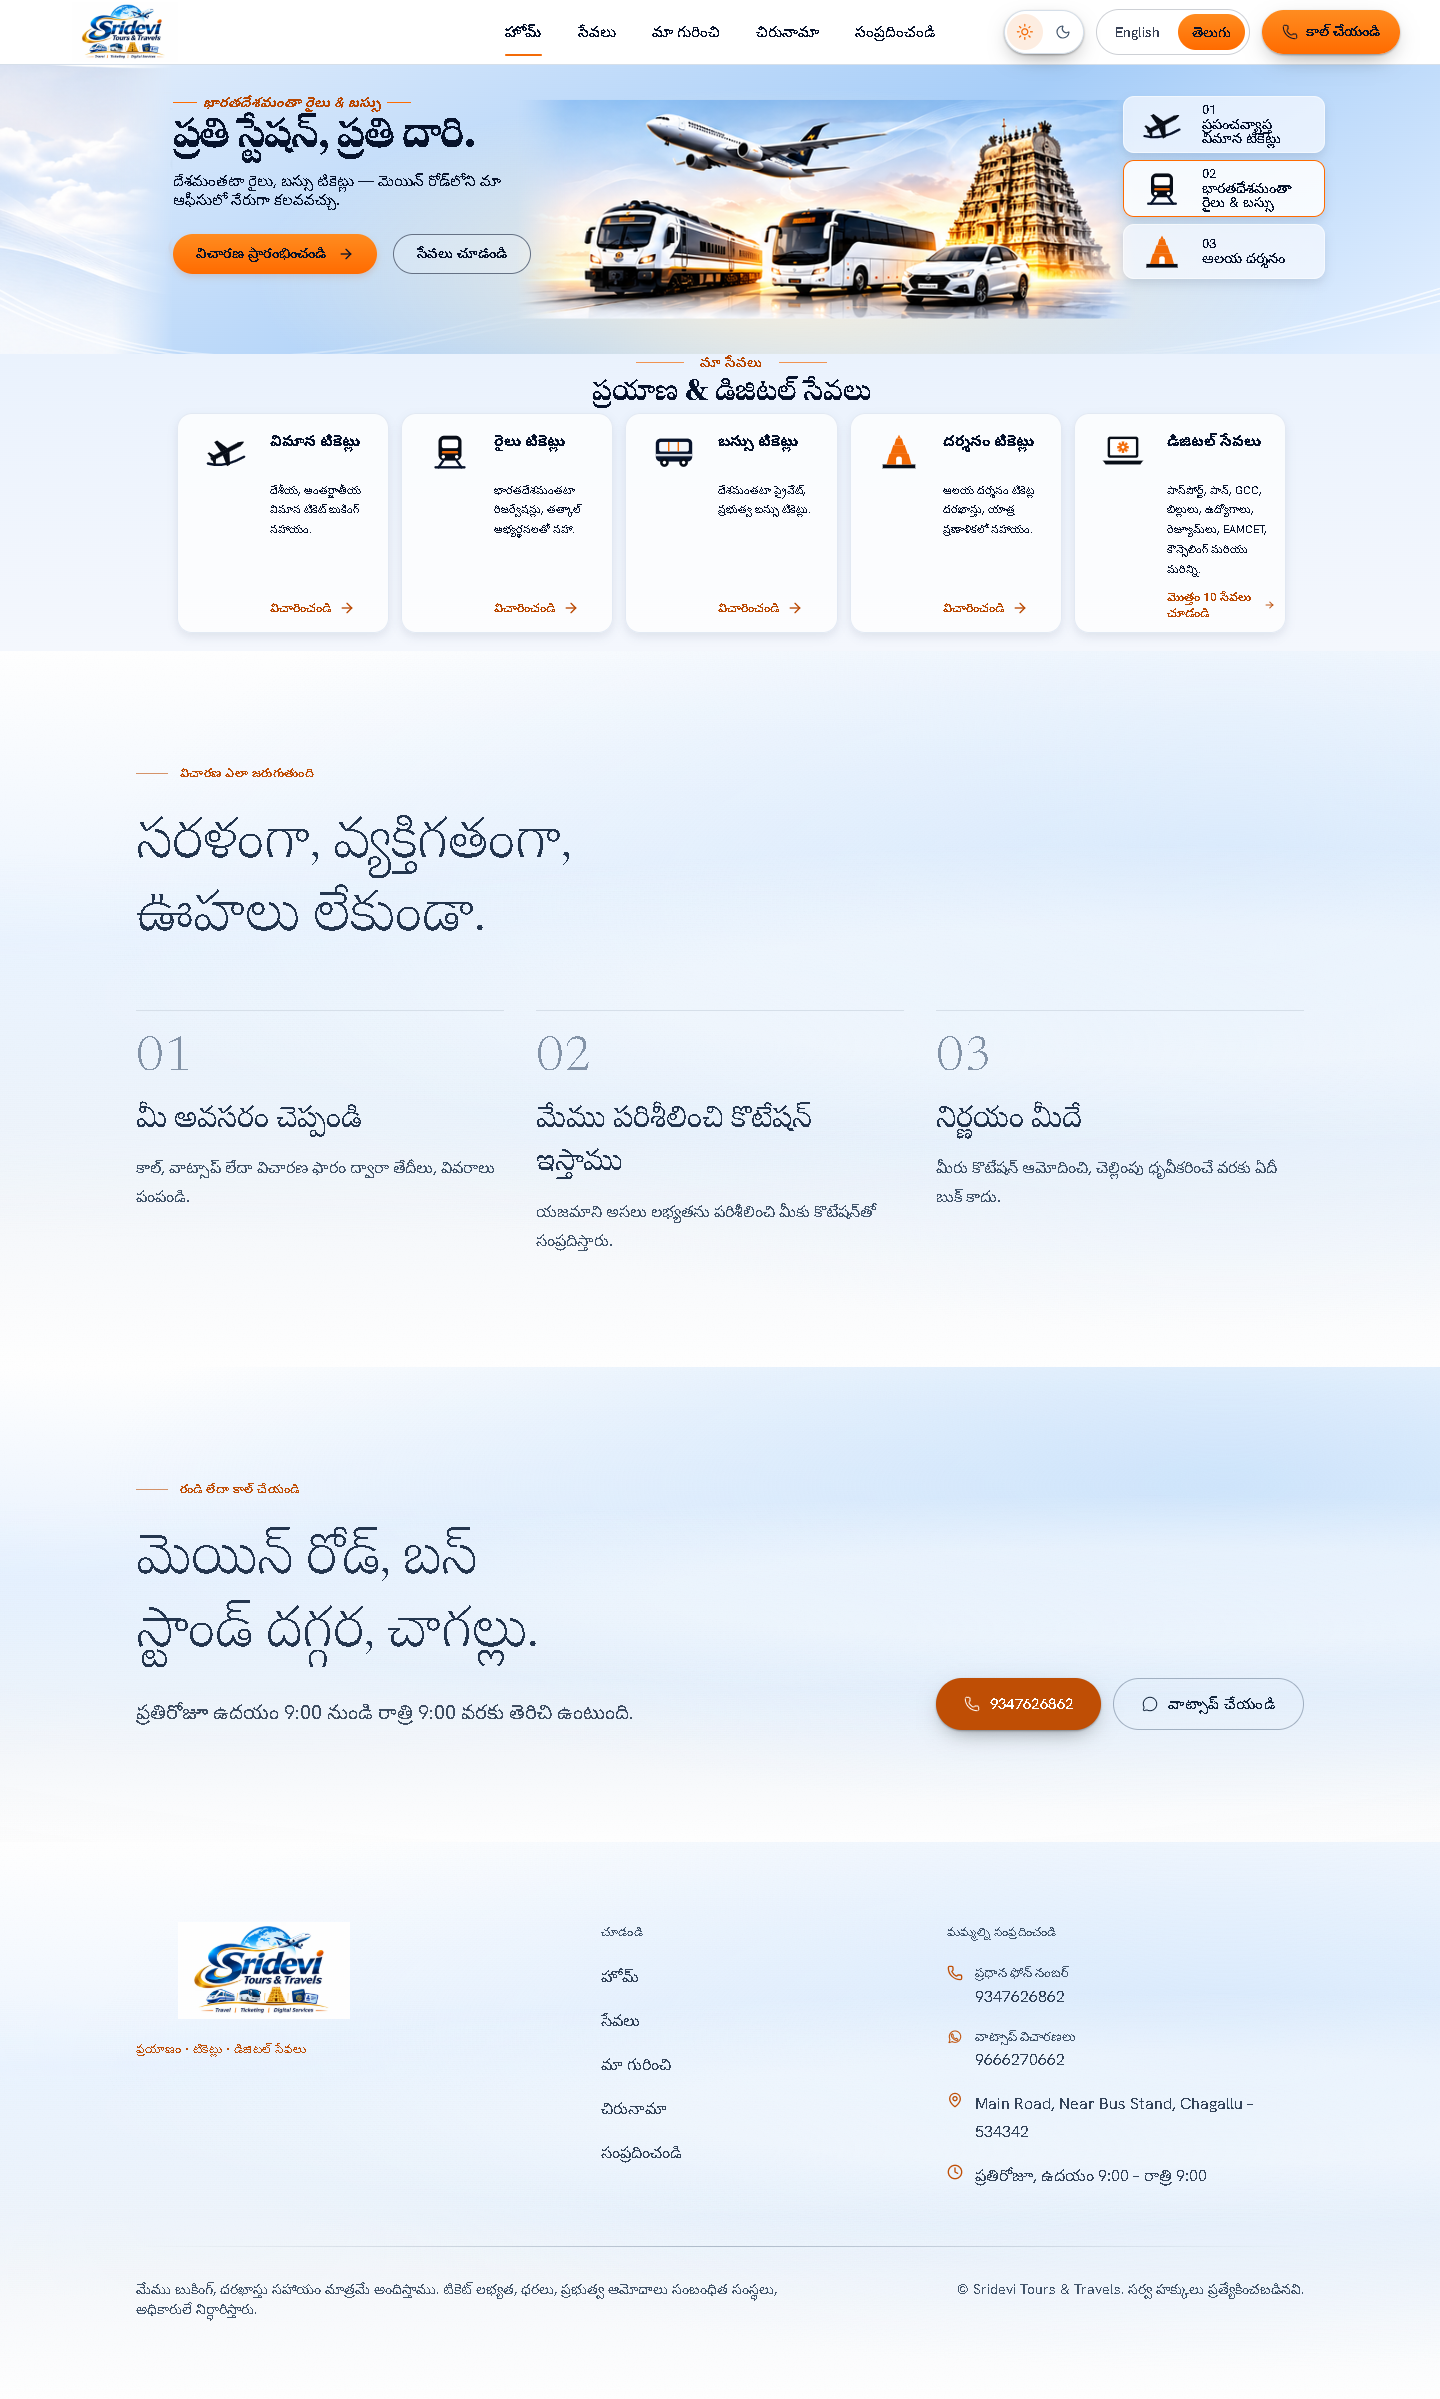 Sridevi
Tours & Travels
Travel | Ticketing | Digital Services
హోమ్
సేవలు
మా గురించి
చిరునామా
సంప్రదించండి
English
తెలుగు
కాల్ చేయండి
భారతదేశమంతా రైలు & బస్సు
ప్రతి స్టేషన్, ప్రతి దారి.
దేశమంతటా రైలు, బస్సు టికెట్లు — మెయిన్ రోడ్‌లోని మా
ఆఫీసులో నేరుగా కలవవచ్చు.
విచారణ ప్రారంభించండి
సేవలు చూడండి
01
ప్రపంచవ్యాప్త
విమాన టికెట్లు
02
భారతదేశమంతా
రైలు & బస్సు
03
ఆలయ దర్శనం
మా సేవలు
ప్రయాణ & డిజిటల్ సేవలు
విమాన టికెట్లు
దేశీయ, అంతర్జాతీయ
విమాన టికెట్ బుకింగ్
సహాయం.
విచారించండి
రైలు టికెట్లు
భారతదేశమంతటా
రిజర్వేషన్లు, తత్కాల్
అభ్యర్థనలతో సహా.
విచారించండి
బస్సు టికెట్లు
దేశమంతటా ప్రైవేట్,
ప్రభుత్వ బస్సు టికెట్లు.
విచారించండి
దర్శనం టికెట్లు
ఆలయ దర్శనం టికెట్ల
దరఖాస్తు, యాత్ర
ప్రణాళికలో సహాయం.
విచారించండి
డిజిటల్ సేవలు
పాస్‌పోర్ట్, పాన్, GCC,
బిల్లులు, ఉద్యోగాలు,
రెజ్యూమ్‌లు, EAMCET,
కౌన్సెలింగ్ మరియు
మరిన్ని.
మొత్తం 10 సేవలు
చూడండి
విచారణ ఎలా జరుగుతుంది
సరళంగా, వ్యక్తిగతంగా,
ఊహలు లేకుండా.
01
మీ అవసరం చెప్పండి
కాల్, వాట్సాప్ లేదా విచారణ ఫారం ద్వారా తేదీలు, వివరాలు
పంపండి.
02
మేము పరిశీలించి కొటేషన్
ఇస్తాము
యజమాని అసలు లభ్యతను పరిశీలించి మీకు కొటేషన్‌తో
సంప్రదిస్తారు.
03
నిర్ణయం మీదే
మీరు కొటేషన్ ఆమోదించి, చెల్లింపు ధృవీకరించే వరకు ఏదీ
బుక్ కాదు.
రండి లేదా కాల్ చేయండి
మెయిన్ రోడ్, బస్
స్టాండ్ దగ్గర, చాగల్లు.
ప్రతిరోజూ ఉదయం 9:00 నుండి రాత్రి 9:00 వరకు తెరిచి ఉంటుంది.
9347626862
వాట్సాప్ చేయండి
Sridevi
Tours & Travels
Travel | Ticketing | Digital Services
ప్రయాణం • టికెట్లు • డిజిటల్ సేవలు
చూడండి
హోమ్
సేవలు
మా గురించి
చిరునామా
సంప్రదించండి
మమ్మల్ని సంప్రదించండి
ప్రధాన ఫోన్ నంబర్
9347626862
వాట్సాప్ విచారణలు
9666270662
Main Road, Near Bus Stand, Chagallu –
534342
ప్రతిరోజూ, ఉదయం 9:00 – రాత్రి 9:00
మేము బుకింగ్, దరఖాస్తు సహాయం మాత్రమే అందిస్తాము. టికెట్ లభ్యత, ధరలు, ప్రభుత్వ ఆమోదాలు సంబంధిత సంస్థలు,
అధికారులే నిర్ధారిస్తారు.
© Sridevi Tours & Travels. సర్వ హక్కులు ప్రత్యేకించబడినవి.